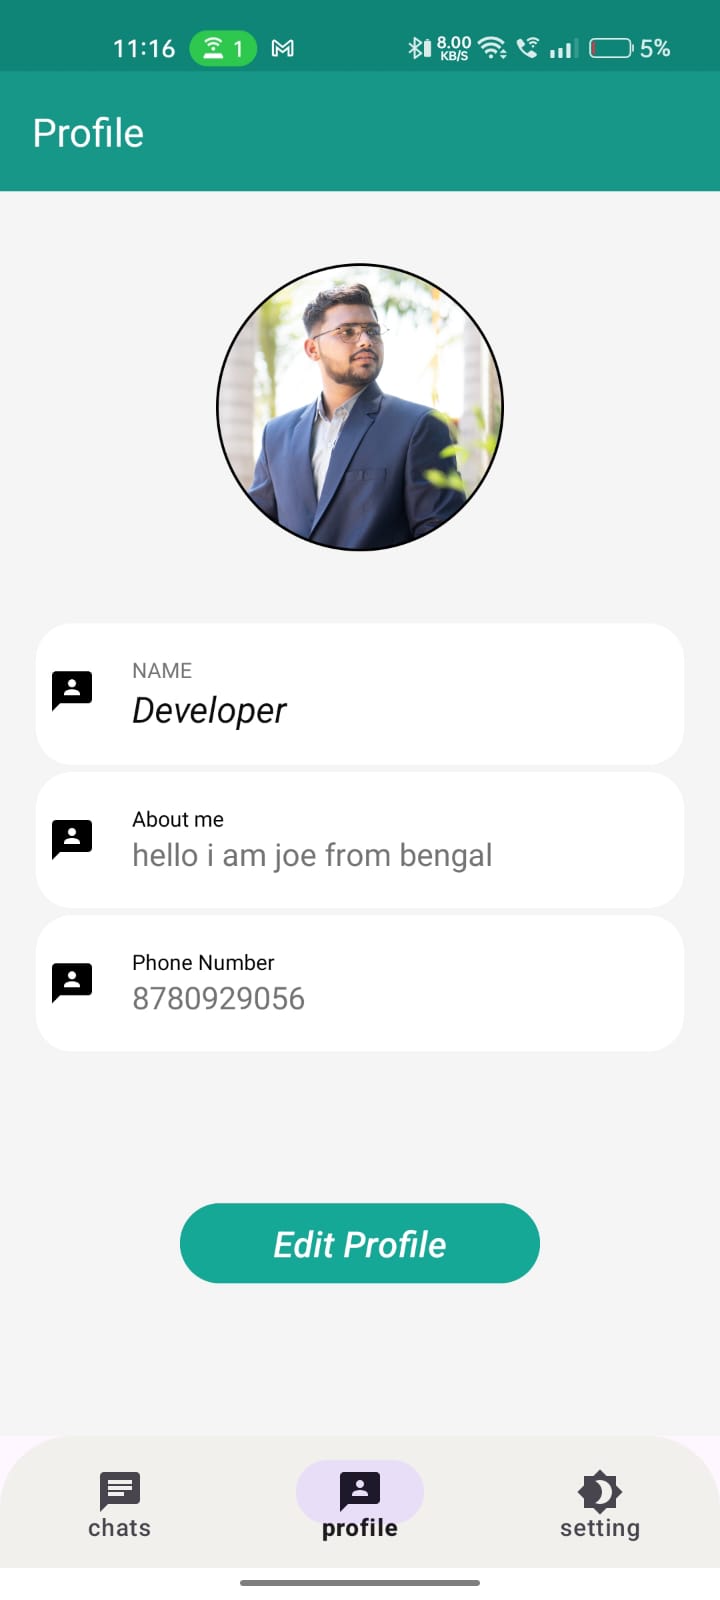 11:16 1 8.00 KB/S 5%
Profile
NAME
Developer
About me
hello i am joe from bengal
Phone Number
8780929056
Edit Profile
chats profile setting